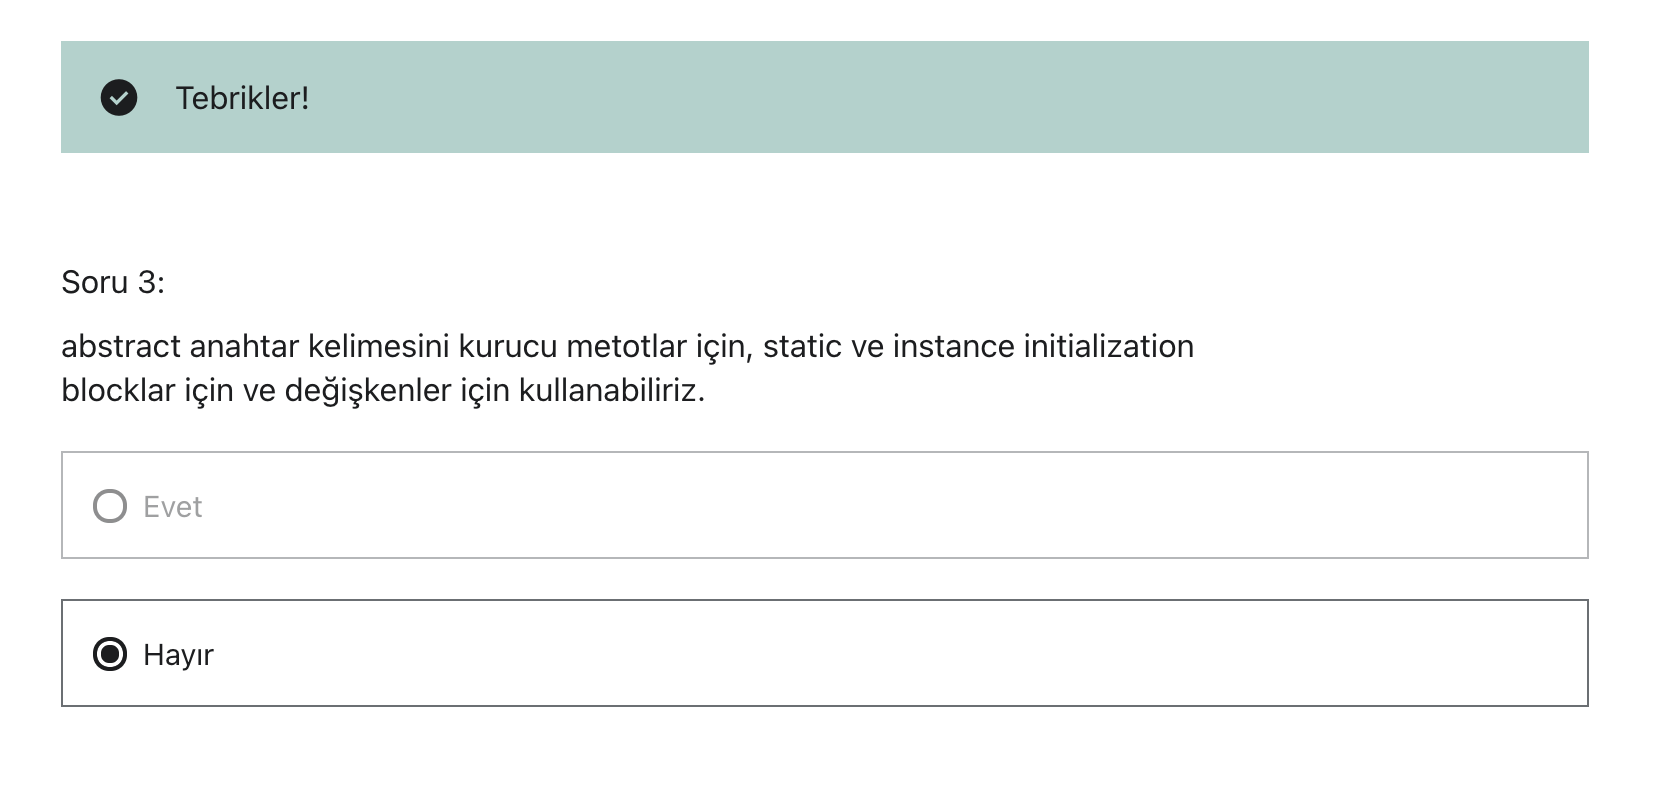 Tebrikler!
Soru 3:
abstract anahtar kelimesini kurucu metotlar için, static ve instance initialization
blocklar için ve değişkenler için kullanabiliriz.
Evet
Hayır